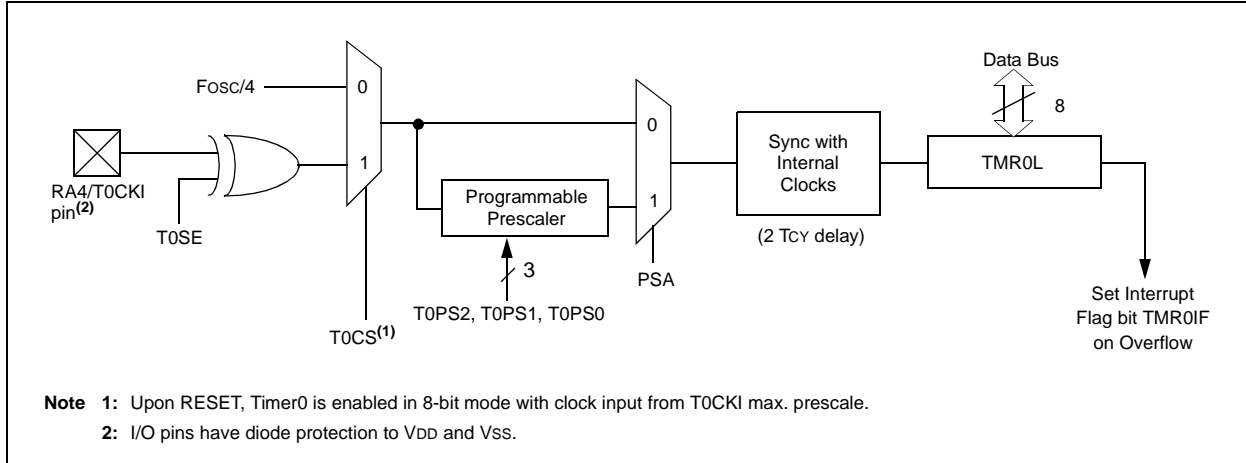 Data Bus
8
FOSC/4
0
0
1
1
RA4/T0CKI
pin(2)
T0SE
Programmable
Prescaler
Sync with
Internal
Clocks
TMR0L
(2 TCY delay)
3
PSA
T0PS2, T0PS1, T0PS0
T0CS(1)
Set Interrupt
Flag bit TMR0IF
on Overflow
Note 1: Upon RESET, Timer0 is enabled in 8-bit mode with clock input from T0CKI max. prescale.
2: I/O pins have diode protection to VDD and VSS.